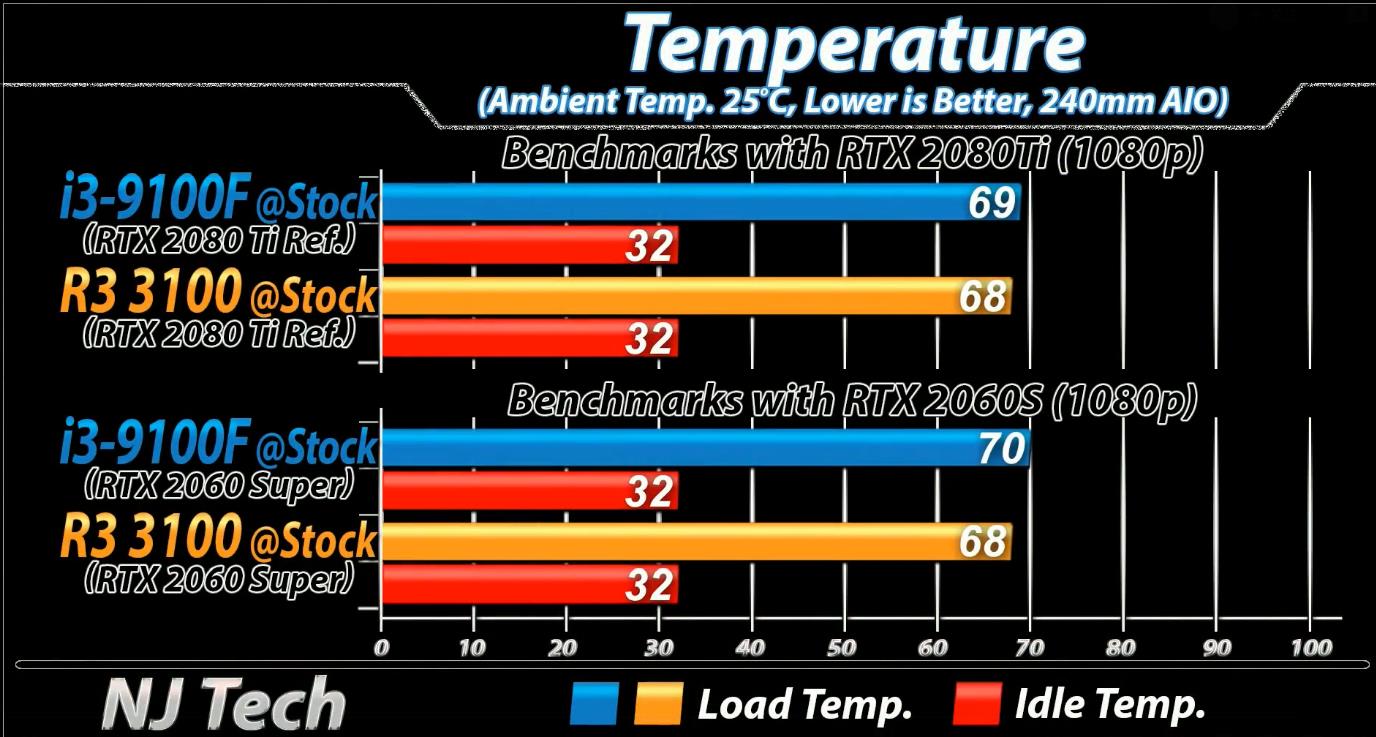 Temperature
(Ambient Temp. 25°C, Lower is Better, 240mm AIO)
Benchmarks with RTX 2080Ti (1080p)
i3-9100F @Stock
69
(RTX 2080 Ti Ref.)
32
R3 3100 @Stock
68
(RTX 2080 Ti Ref.)
32
Benchmarks with RTX 2060S (1080p)
i3-9100F @Stock
70
(RTX 2060 Super)
32
R3 3100 @Stock
68
(RTX 2060 Super)
32
0 10 20 30 40 50 60 70 80 90 100
NJ Tech
Load Temp.
Idle Temp.